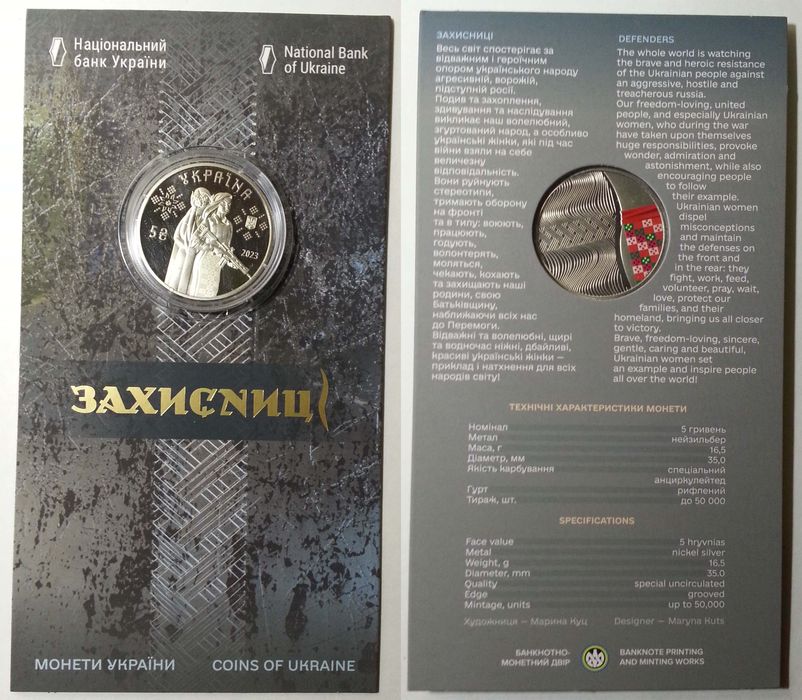 Національний
банк України
National Bank
of Ukraine
УКРАЇНА
5₴
2023
ЗАХИСНИЦІ
МОНЕТИ УКРАЇНИ
COINS OF UKRAINE
ЗАХИСНИЦІ
Весь світ спостерігає за
відважним і героїчним
опором українського народу
агресивній, ворожій,
підступній росії.
Подив та захоплення,
здивування та наслідування
викликає наш волелюбний,
згуртований народ, а особливо
українські жінки, які під час
війни взяли на себе
величезну
відповідальність.
Вони руйнують
стереотипи,
тримають оборону
на фронті
та в типу: воюють,
працюють,
годують,
волонтерять,
моляться,
чекають, кохають
та захищають наші
родини, свою
Батьківщину,
наближаючи всіх нас
до Перемоги.
Відважні та волелюбні, щирі
та водночас ніжні, дбайливі,
красиві українські жінки –
приклад і натхнення для всіх
народів світу!
DEFENDERS
The whole world is watching
the brave and heroic resistance
of the Ukrainian people against
an aggressive, hostile and
treacherous russia.
Our freedom-loving, united
people, and especially Ukrainian
women, who during the war
have taken upon themselves
huge responsibilities, provoke
wonder, admiration and
astonishment, while also
encouraging people
to follow
their example.
Ukrainian women
dispel
misconceptions
and maintain
the defenses on
the front and
in the rear: they
fight, work, feed,
volunteer, pray, wait,
love, protect our
families, and their
homeland, bringing us all closer
to victory.
Brave, freedom-loving, sincere,
gentle, caring and beautiful,
Ukrainian women set
an example and inspire people
all over the world!
ТЕХНІЧНІ ХАРАКТЕРИСТИКИ МОНЕТИ
Номінал 5 гривень
Метал нейзильбер
Маса, г 16,5
Діаметр, мм 35,0
Якість карбування спеціальний
анциркулейтед
Гурт рифлений
Тираж, шт. до 50 000
SPECIFICATIONS
Face value 5 hryvnias
Metal nickel silver
Weight, g 16.5
Diameter, mm 35.0
Quality special uncirculated
Edge grooved
Mintage, units up to 50,000
Художниця – Марина Куц
Designer – Maryna Kuts
БАНКНОТНО-
МОНЕТНИЙ ДВІР
BANKNOTE PRINTING
AND MINTING WORKS